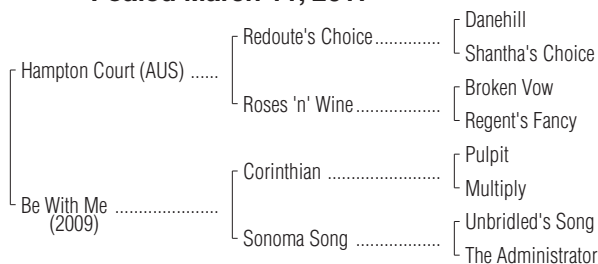 Danehill
Redoute's Choice..............
Shantha's Choice
Hampton Court (AUS) ......
Broken Vow
Roses 'n' Wine.................
Regent's Fancy
Pulpit
Corinthian ......................
Multiply
Be With Me .....................
(2009)
Unbridled's Song
Sonoma Song .................
The Administrator